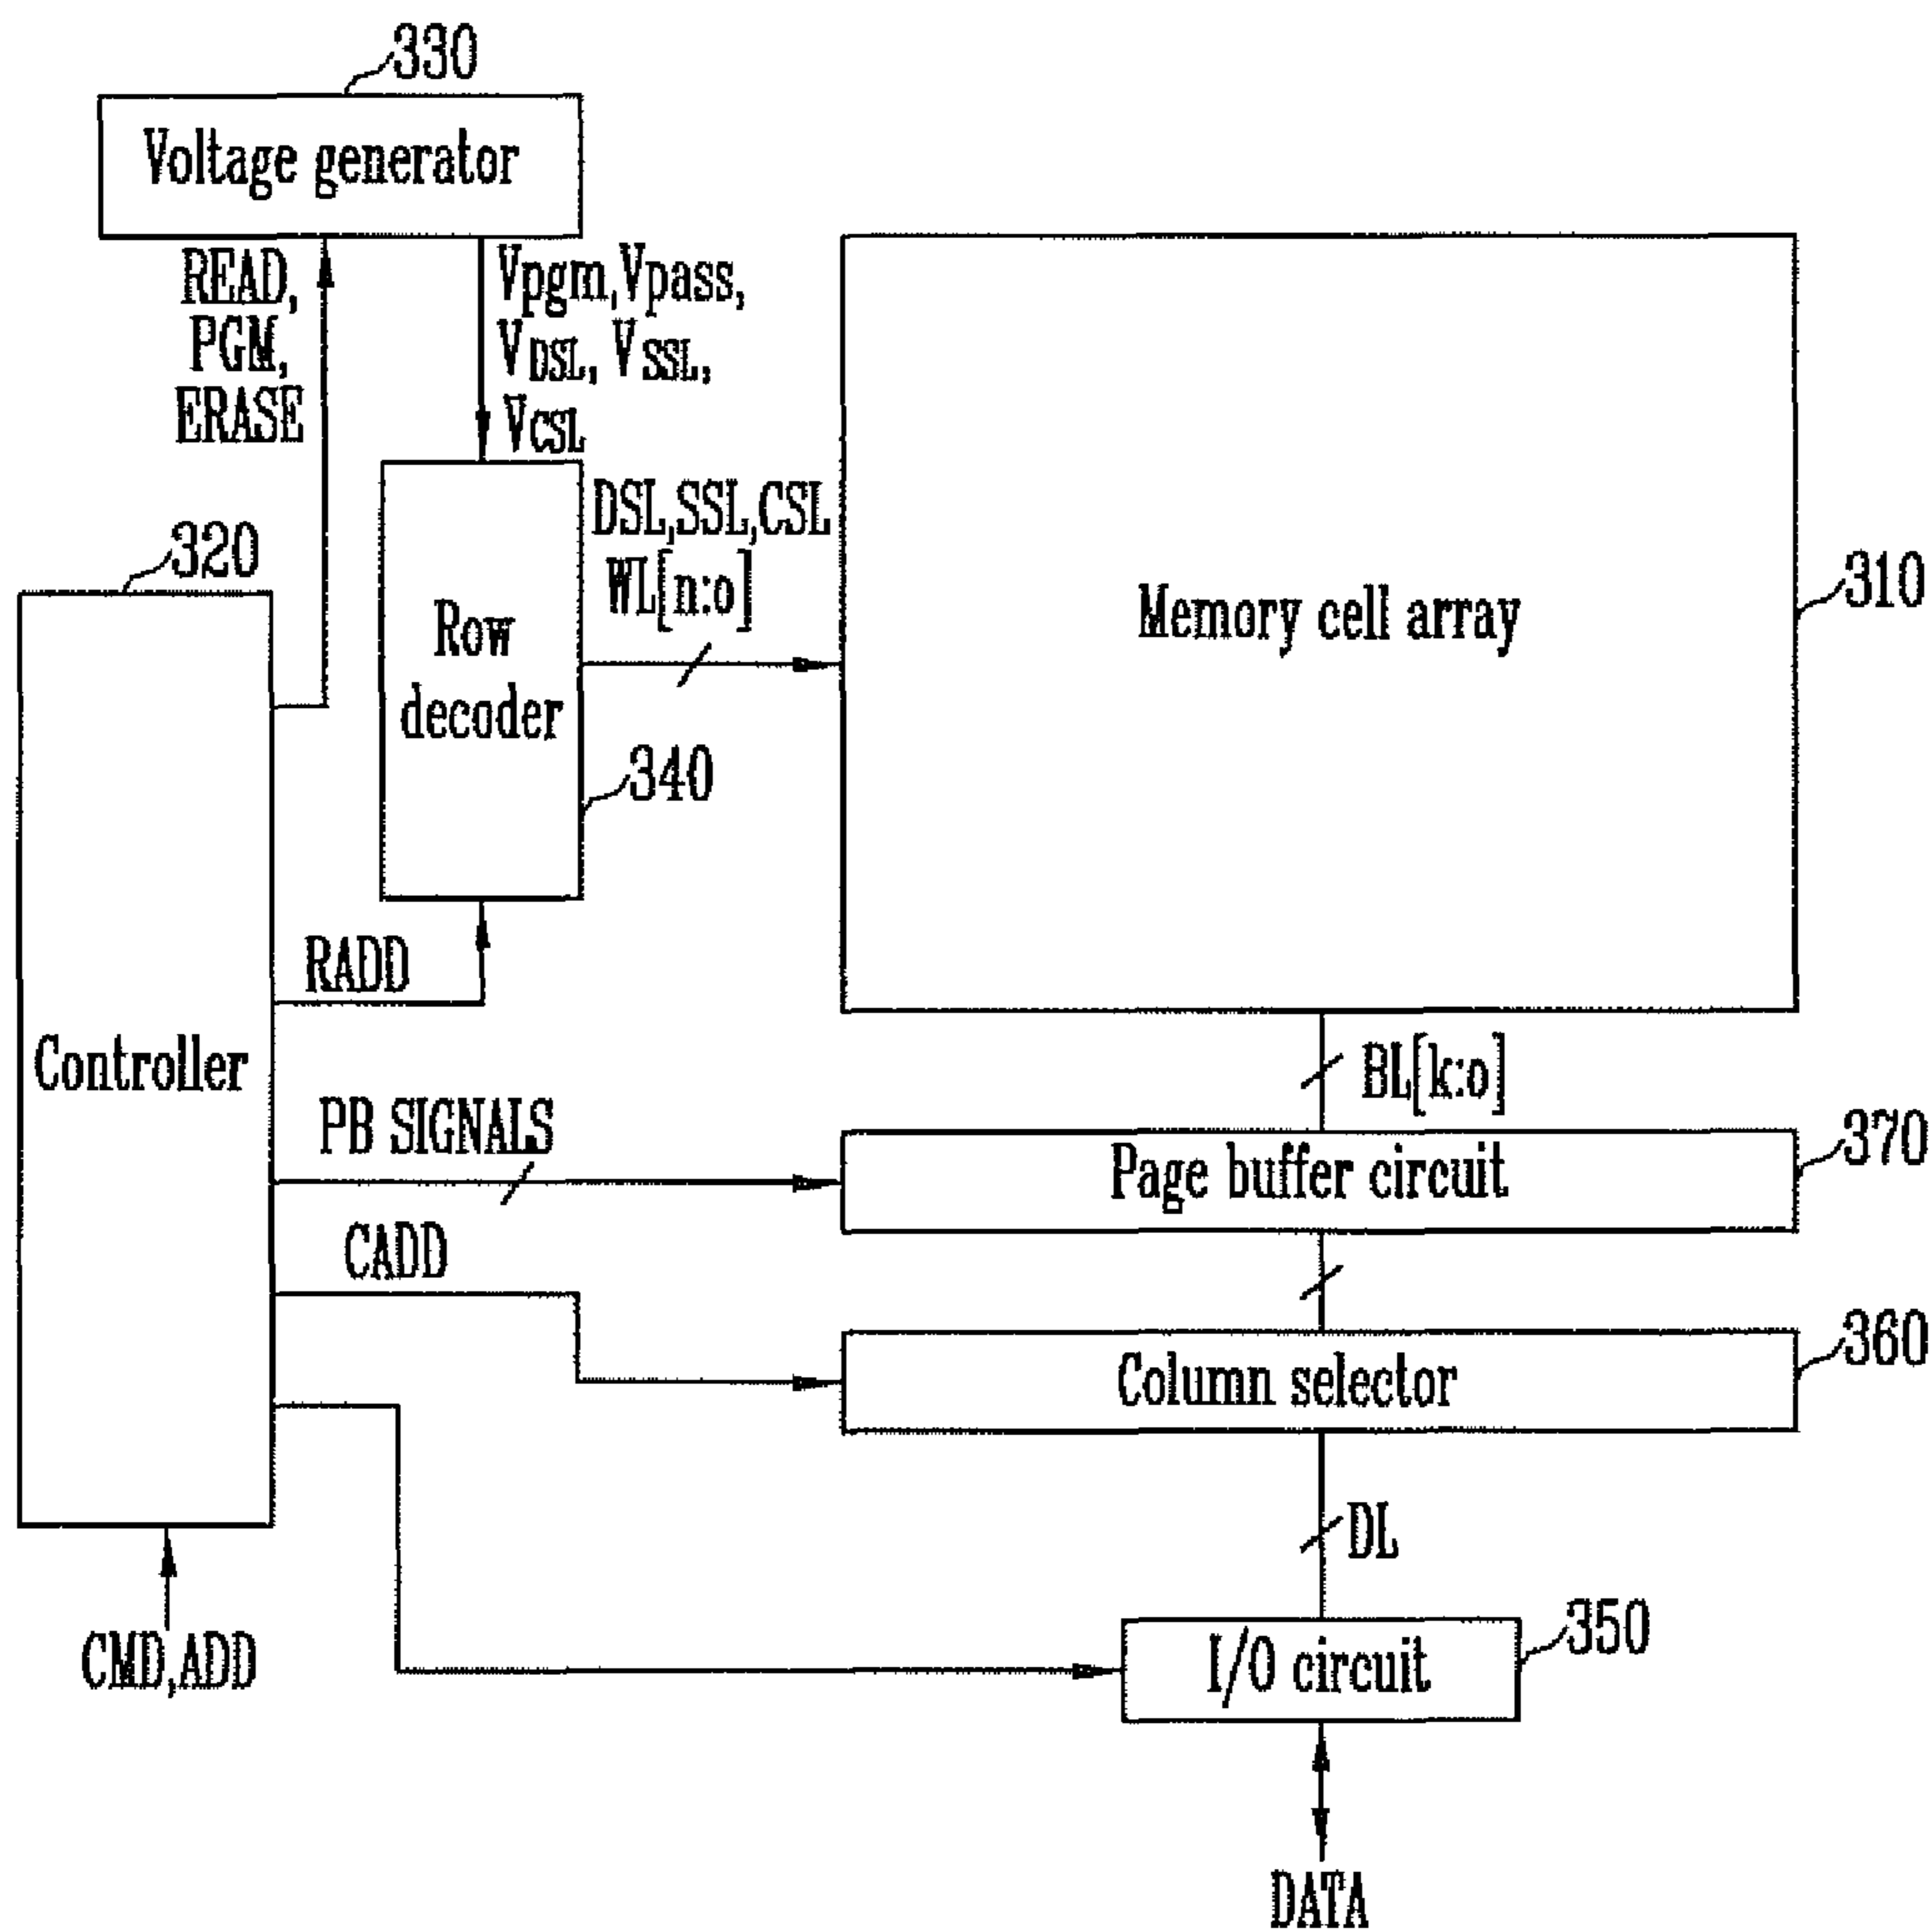 330
Voltage generator
READ,
PGM,
ERASE
Vpgm,Vpass,
VDSL, VSSL,
VCSL
DSL,SSL,CSL
WL[n:o]
320
Row
decoder
340
Memory cell array
310
RADD
Controller
BL[k:o]
PB SIGNALS
Page buffer circuit
370
CADD
Column selector
360
DL
CMD,ADD
I/O circuit
350
DATA